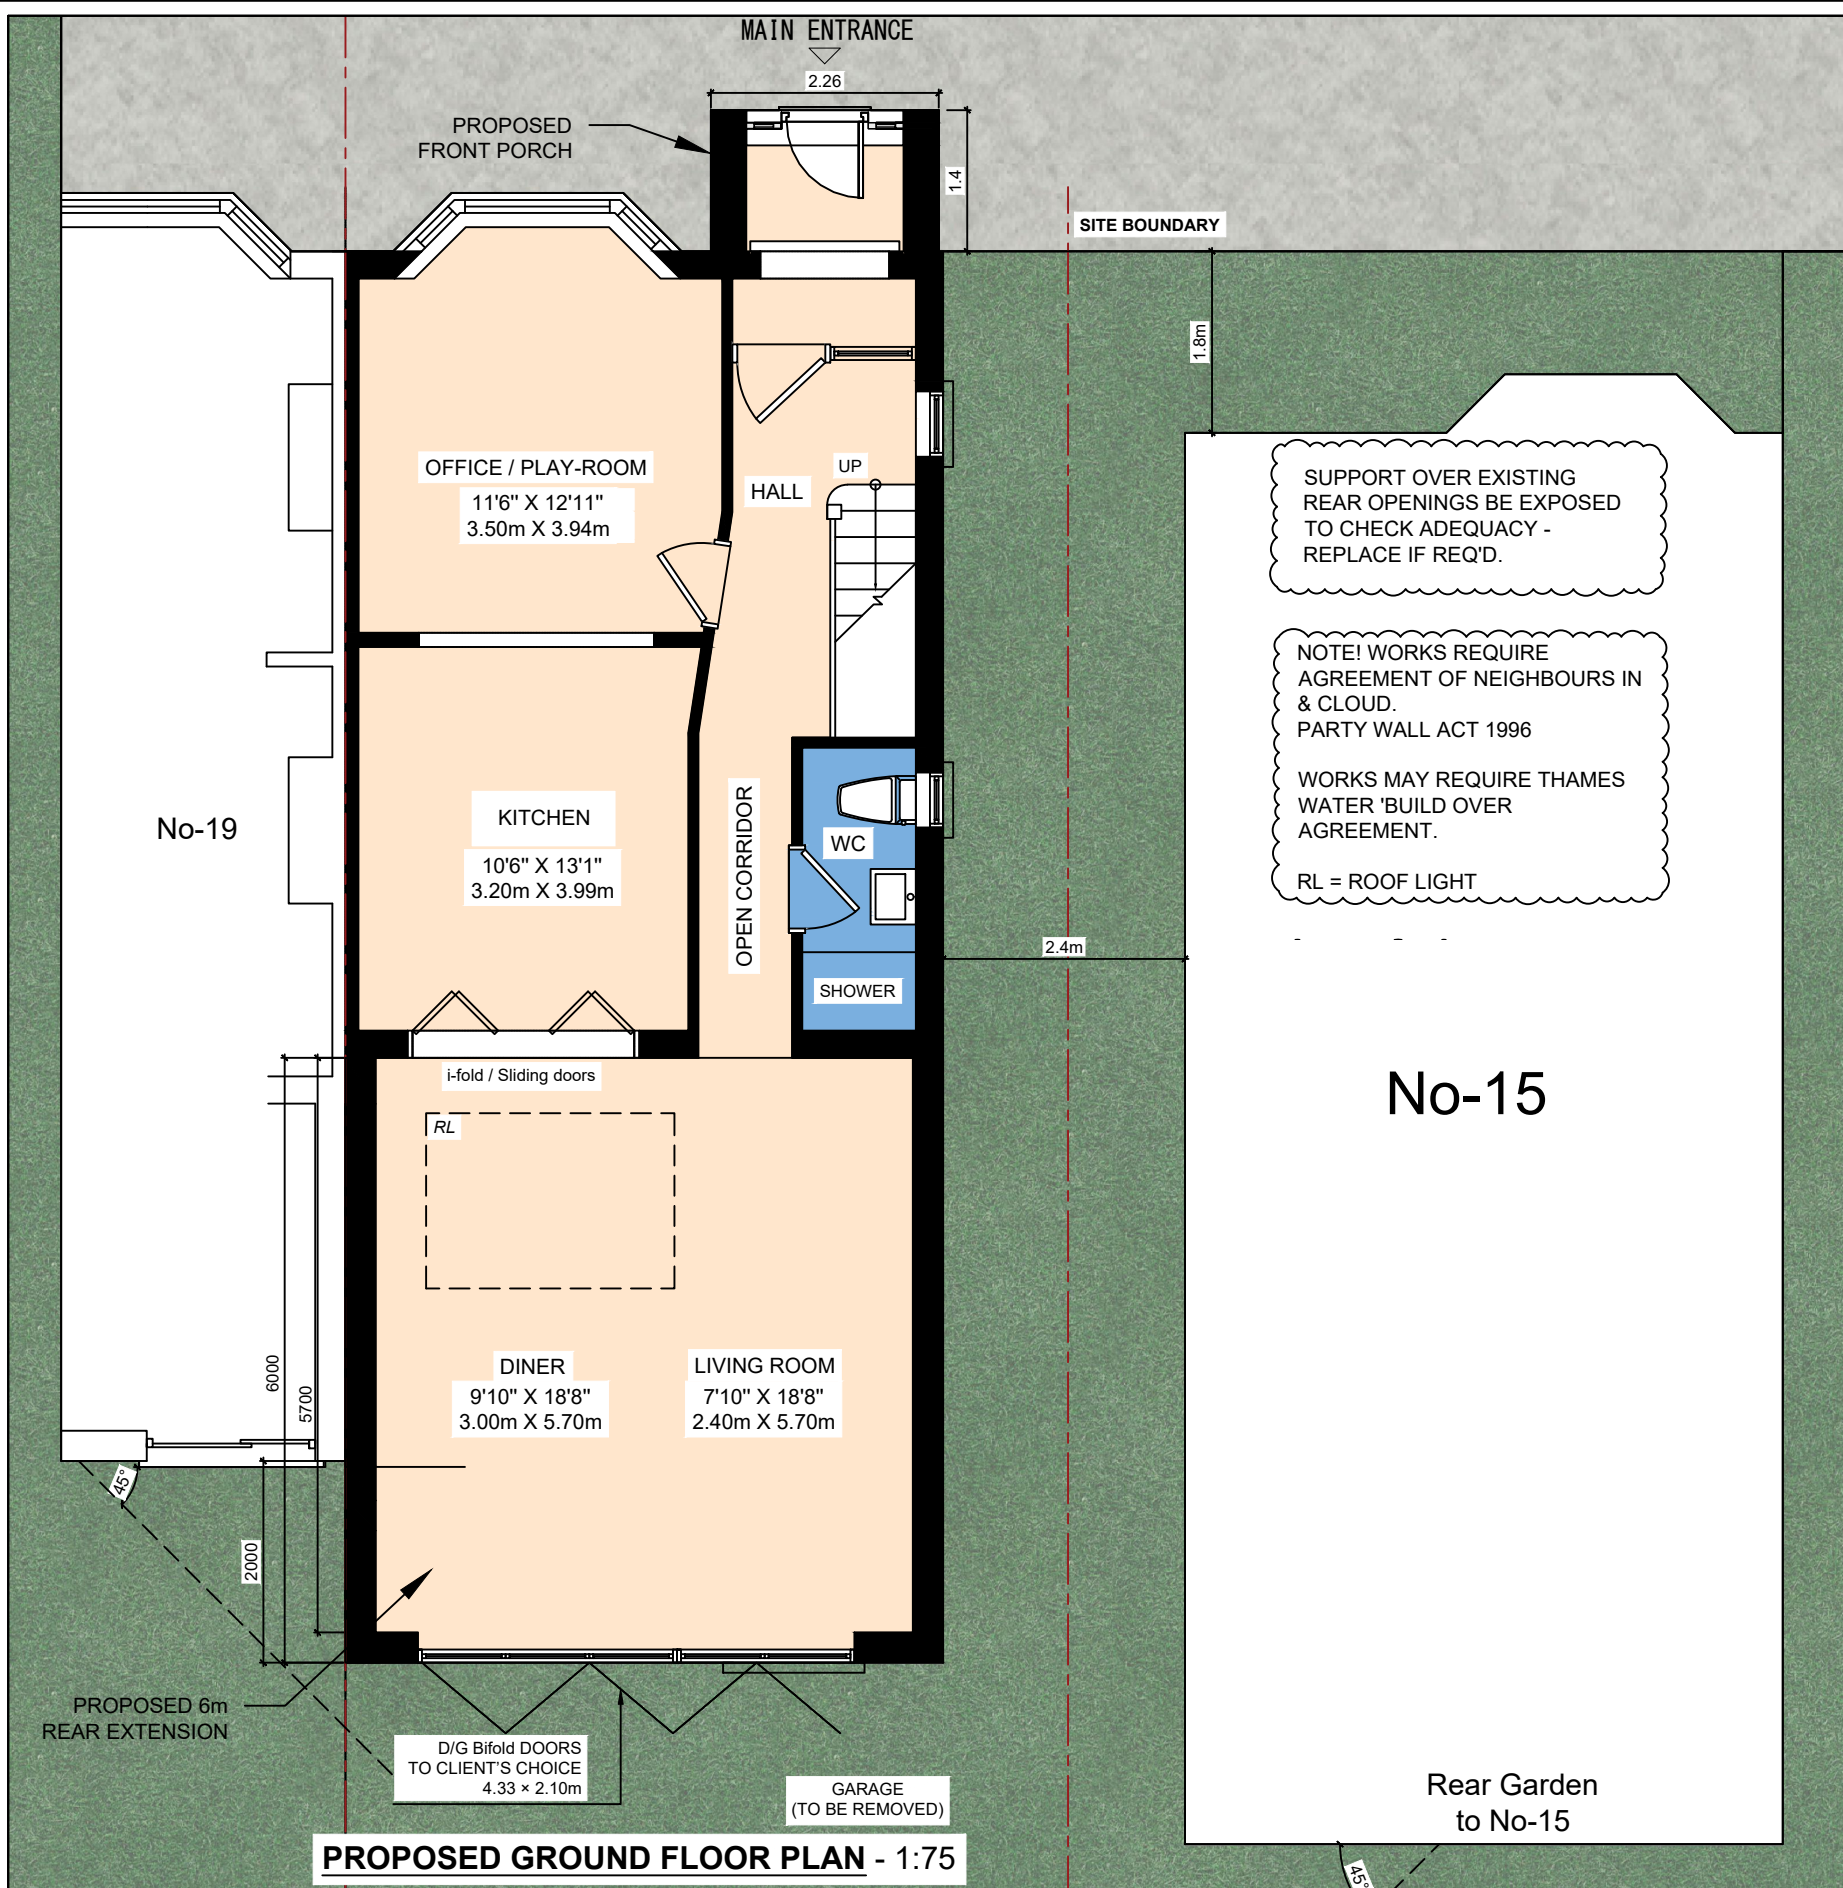 MAIN ENTRANCE
2.26
PROPOSED
FRONT PORCH
1.4
SITE BOUNDARY
1.8m
OFFICE / PLAY-ROOM
11'6" X 12'11"
3.50m X 3.94m
HALL
UP
SUPPORT OVER EXISTING
REAR OPENINGS BE EXPOSED
TO CHECK ADEQUACY -
REPLACE IF REQ'D.
NOTE! WORKS REQUIRE
AGREEMENT OF NEIGHBOURS IN
& CLOUD.
PARTY WALL ACT 1996
WORKS MAY REQUIRE THAMES
WATER 'BUILD OVER
AGREEMENT.
RL = ROOF LIGHT
No-19
KITCHEN
10'6" X 13'1"
3.20m X 3.99m
OPEN CORRIDOR
WC
SHOWER
2.4m
i-fold / Sliding doors
RL
No-15
DINER
9'10" X 18'8"
3.00m X 5.70m
LIVING ROOM
7'10" X 18'8"
2.40m X 5.70m
6000
5700
45°
2000
PROPOSED 6m
REAR EXTENSION
D/G Bifold DOORS
TO CLIENT'S CHOICE
4.33 × 2.10m
GARAGE
(TO BE REMOVED)
Rear Garden
to No-15
45°
PROPOSED GROUND FLOOR PLAN - 1:75